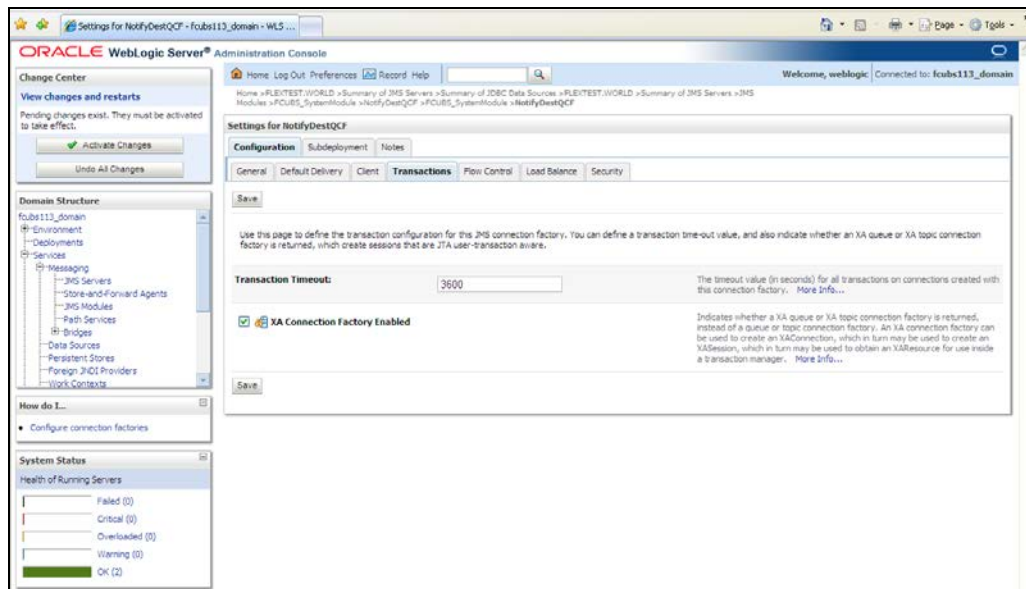 Settings for NotifyDestQCF - fcubs113_domain - WLS ...
Page
Tools
ORACLE WebLogic Server® Administration Console
Change Center
View changes and restarts
Pending changes exist. They must be activated
to take effect.
Activate Changes
Undo All Changes
Domain Structure
fcubs113_domain
Environment
Deployments
Services
Messaging
JMS Servers
Store-and-Forward Agents
JMS Modules
Path Services
Bridges
Data Sources
Persistent Stores
Foreign JNDI Providers
Work Contexts
How do I...
Configure connection factories
System Status
Health of Running Servers
Failed (0)
Critical (0)
Overloaded (0)
Warning (0)
OK (2)
Home Log Out Preferences Record Help
Welcome, weblogic Connected to: fcubs113_domain
Home >FLEXTEST.WORLD >Summary of JMS Servers >Summary of JDBC Data Sources >FLEXTEST.WORLD >Summary of JMS Servers >JMS
Modules >FCUBS_SystemModule >NotifyDestQCF >FCUBS_SystemModule >NotifyDestQCF
Settings for NotifyDestQCF
Configuration Subdeployment Notes
General Default Delivery Client Transactions Flow Control Load Balance Security
Save
Use this page to define the transaction configuration for this JMS connection factory. You can define a transaction time-out value, and also indicate whether an XA queue or XA topic connection
factory is returned, which create sessions that are JTA user-transaction aware.
Transaction Timeout:
3600
The timeout value (in seconds) for all transactions on connections created with
this connection factory. More Info...
XA Connection Factory Enabled
Indicates whether a XA queue or XA topic connection factory is returned,
instead of a queue or topic connection factory. An XA connection factory can
be used to create an XAConnection, which in turn may be used to create an
XASession, which in turn may be used to obtain an XAResource for use inside
a transaction manager. More Info...
Save